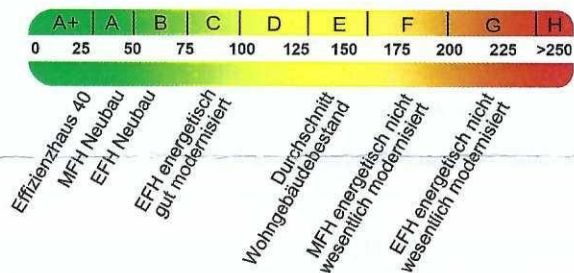 A+ A B C D E F G H
0 25 50 75 100 125 150 175 200 225 >250
Effizienzhaus 40
MFH Neubau
EFH Neubau
EFH energetisch
gut modernisiert
Durchschnitt
Wohngebäudebestand
MFH energetisch nicht
wesentlich modernisiert
EFH energetisch nicht
wesentlich modernisiert